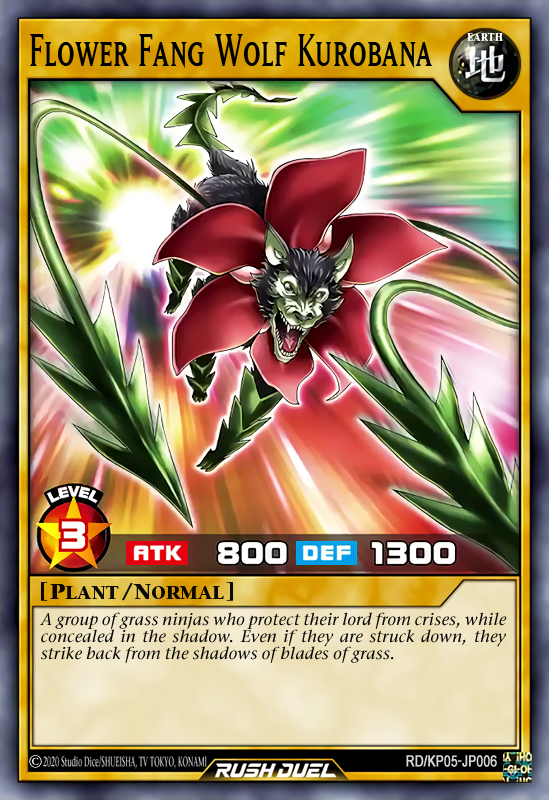 Flower Fang Wolf Kurobana
EARTH
地
LEVEL
3
ATK 800 DEF 1300
[Plant/Normal]
A group of grass ninjas who protect their lord from crises, while
concealed in the shadow. Even if they are struck down, they
strike back from the shadows of blades of grass.
©2020 Studio Dice/SHUEISHA, TV TOKYO, KONAMI
RUSH DUEL
RD/KP05-JP006